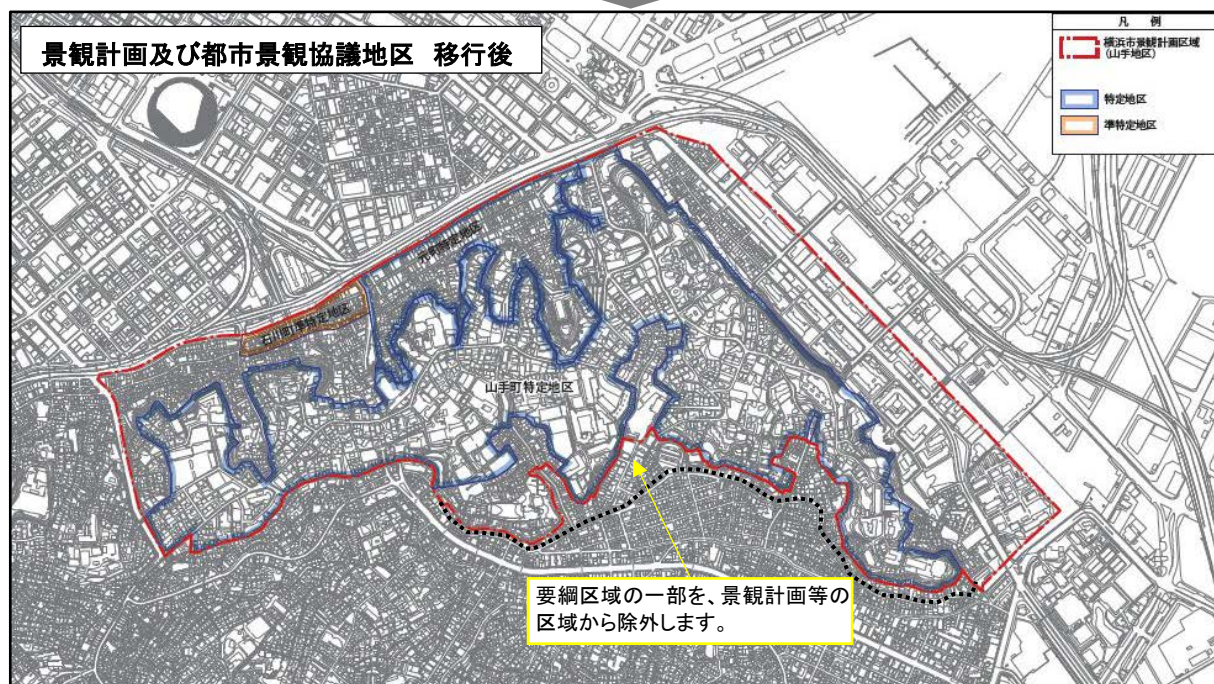 景観計画及び都市景観協議地区 移行後
凡 例
横浜市景観計画区域
(山手地区)
特定地区
準特定地区
元町特定地区
石川町準特定地区
山手町特定地区
要綱区域の一部を、景観計画等の
区域から除外します。